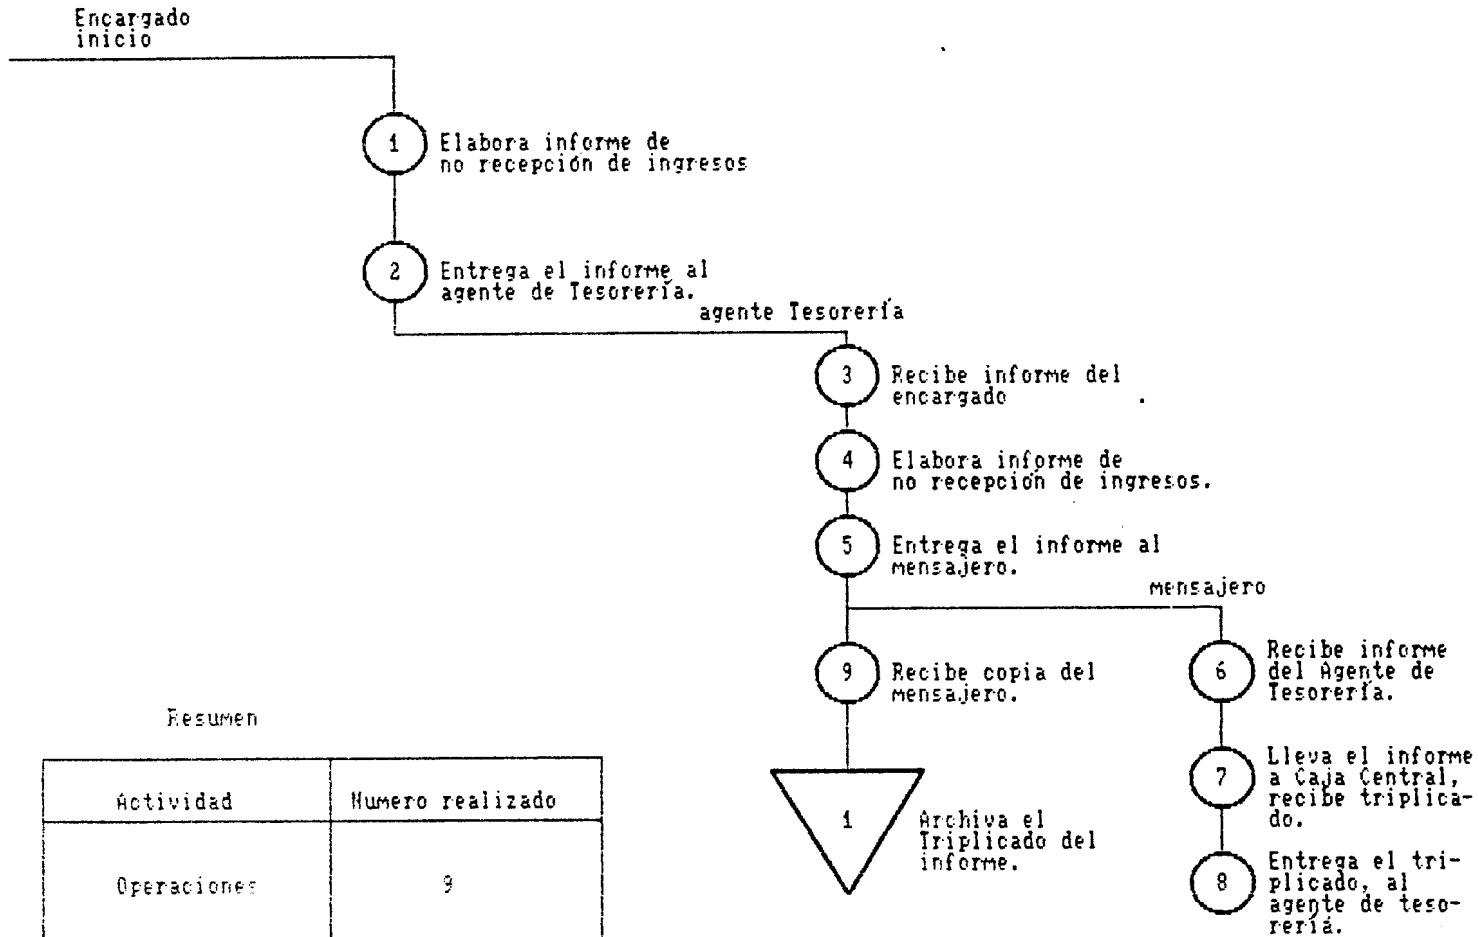 Encargado
inicio
1
Elabora informe de
no recepción de ingresos
2
Entrega el informe al
agente de Tesorería.
agente Tesorería
3
Recibe informe del
encargado
4
Elabora informe de
no recepción de ingresos.
5
Entrega el informe al
mensajero.
mensajero
9
Recibe copia del
mensajero.
6
Recibe informe
del Agente de
Tesorería.
1
Archiva el
Triplicado del
informe.
7
Lleva el informe
a Caja Central,
recibe triplica-
do.
8
Entrega el tri-
plicado, al
agente de teso-
rería.
Resumen
Actividad
Numero realizado
Operaciones
9